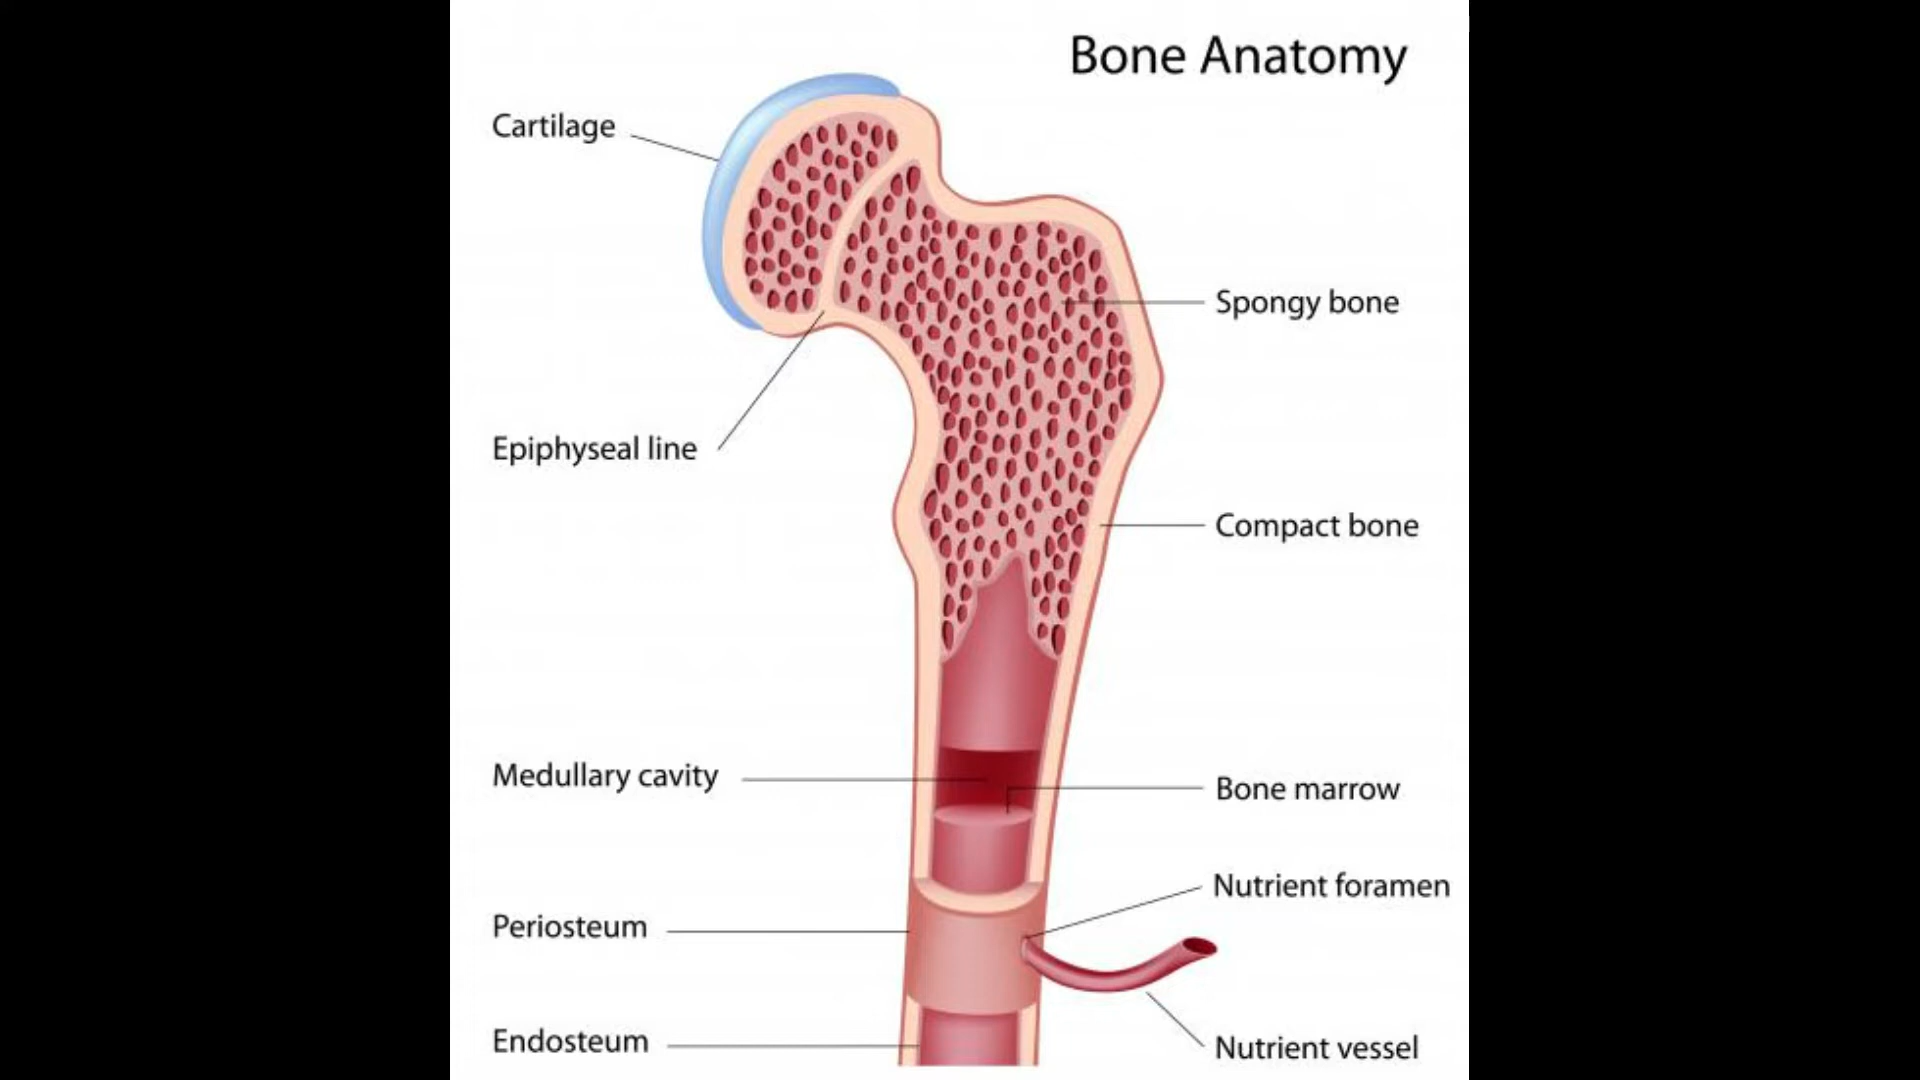 Bone Anatomy
Cartilage
Spongy bone
Epiphyseal line
Compact bone
Medullary cavity
Bone marrow
Nutrient foramen
Periosteum
Endosteum
Nutrient vessel